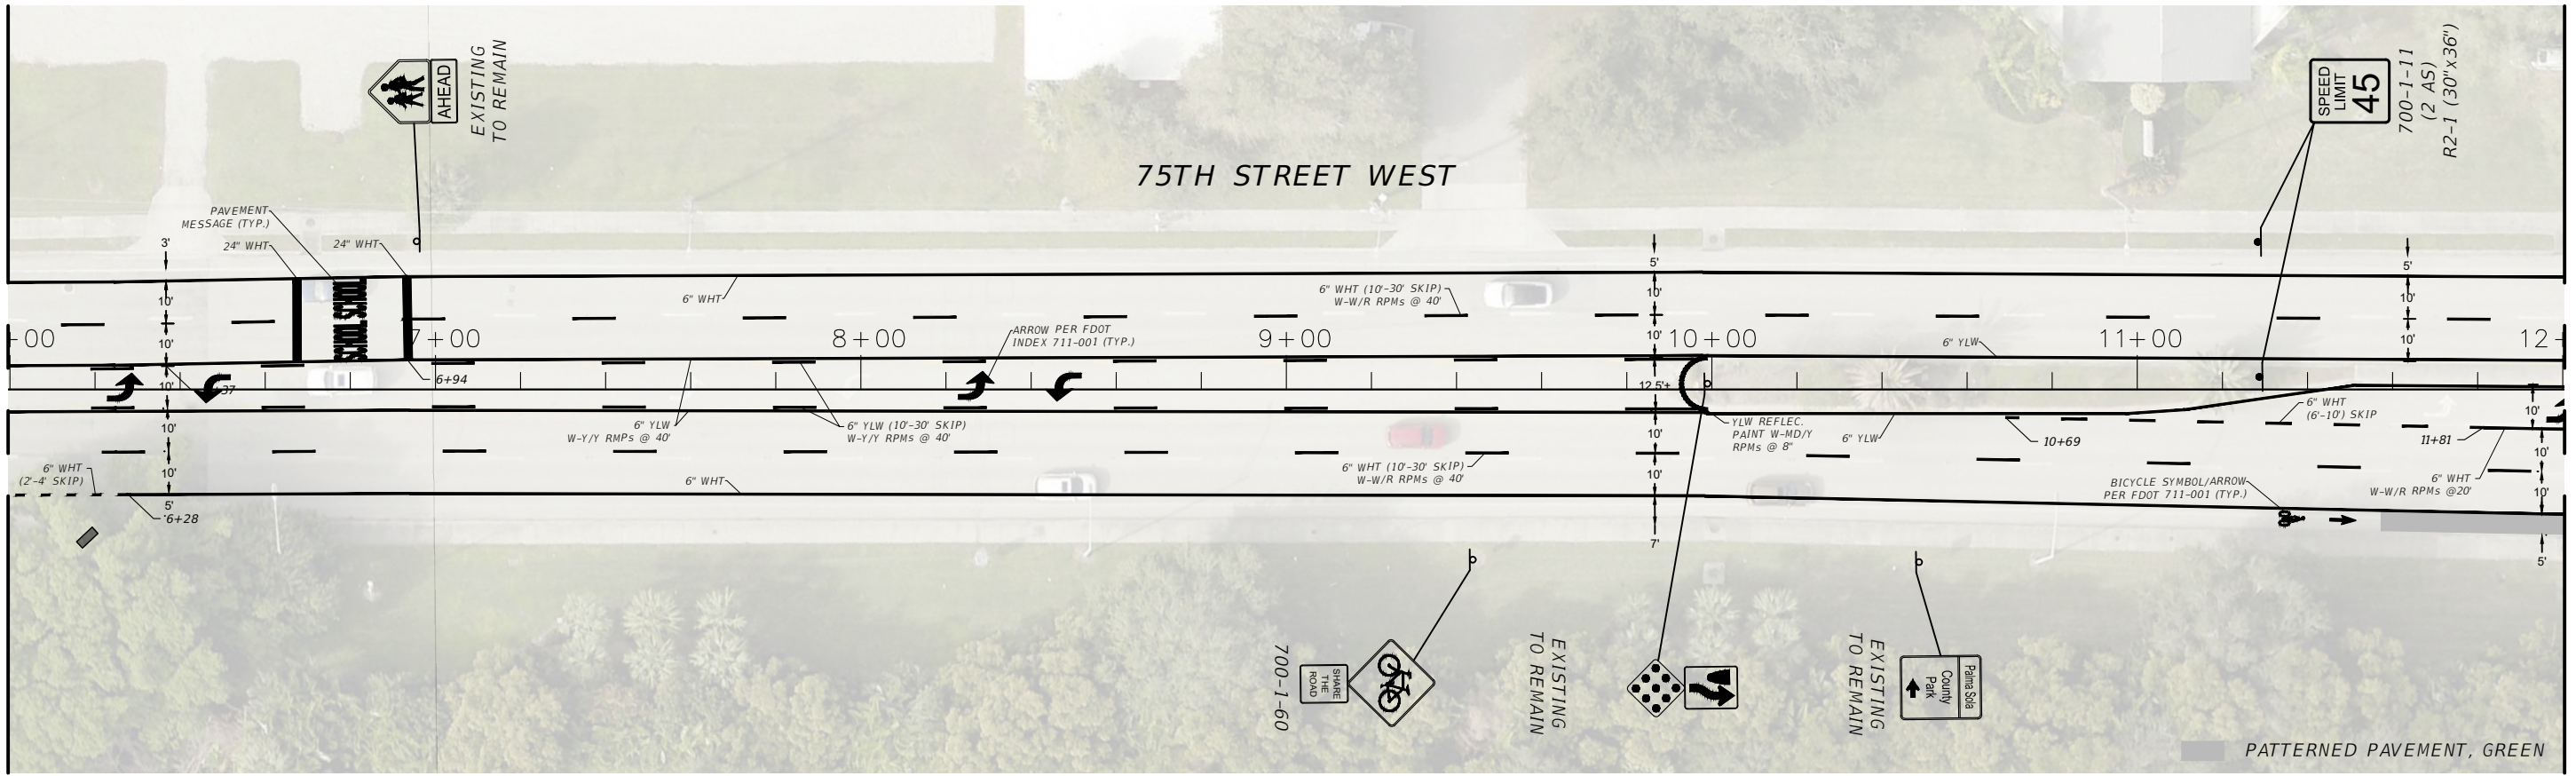 AHEAD
EXISTING
TO REMAIN
SPEED
LIMIT
45
700-1-11
(2 AS)
R2-1 (30"x36")
75TH STREET WEST
PAVEMENT
MESSAGE (TYP.)
24" WHT
24" WHT
3'
10'
10'
10'
10'
10'
5'
SCHOOL SCHOOL
6" WHT
6" WHT (10'-30' SKIP)
W-W/R RPMs @ 40'
5'
10'
10'
12.5'±
10'
10'
7'
5'
10'
10'
+00
7+00
8+00
9+00
10+00
11+00
12+
ARROW PER FDOT
INDEX 711-001 (TYP.)
6" YLW
6+94
37
6" YLW
W-Y/Y RMPs @ 40'
6" YLW (10'-30' SKIP)
W-Y/Y RPMs @ 40'
YLW REFLEC.
PAINT W-MD/Y
RPMs @ 8"
6" YLW
10+69
6" WHT
(6'-10') SKIP
10'
11+81
6" WHT
(2'-4' SKIP)
6+28
6" WHT
6" WHT (10'-30' SKIP)
W-W/R RPMs @ 40'
BICYCLE SYMBOL/ARROW
PER FDOT 711-001 (TYP.)
6" WHT
W-W/R RPMs @20'
10'
10'
5'
700-1-60
SHARE
THE
ROAD
EXISTING
TO REMAIN
EXISTING
TO REMAIN
Palma Sola
County
Park
PATTERNED PAVEMENT, GREEN